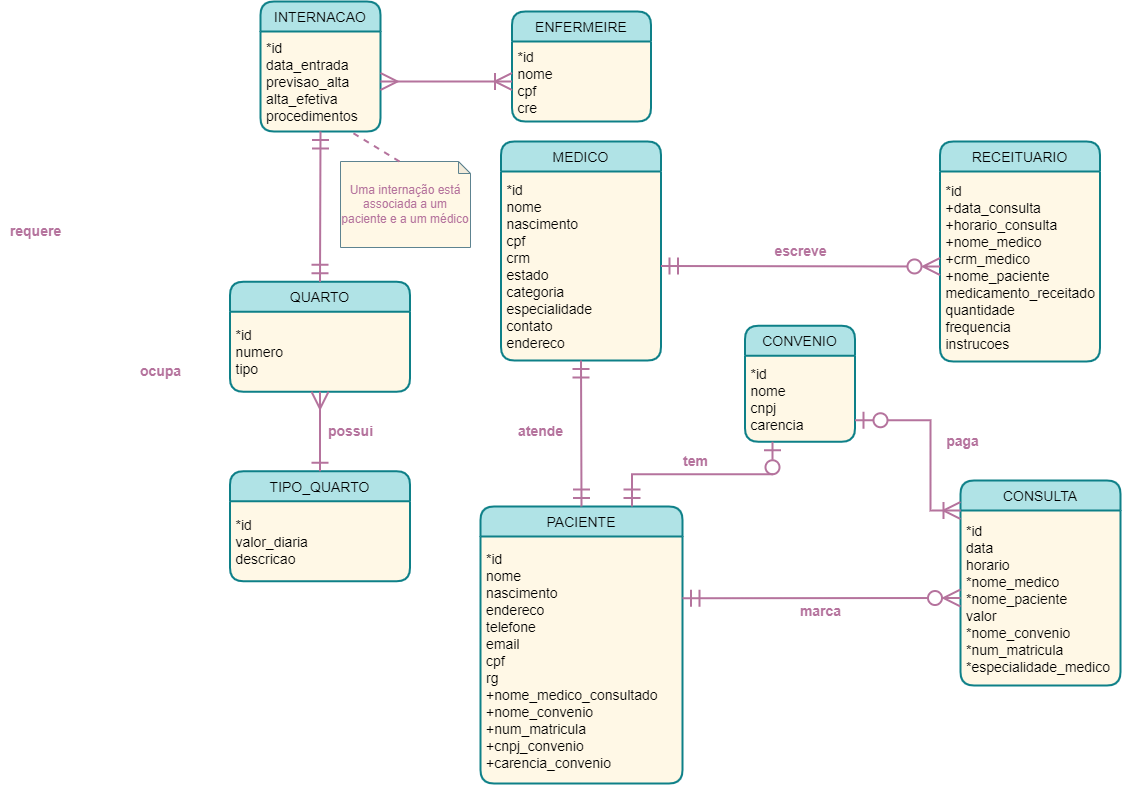 INTERNACAO
*id
data_entrada
previsao_alta
alta_efetiva
procedimentos
ENFERMEIRE
*id
nome
cpf
cre
Uma internação está
associada a um
paciente e a um médico
MEDICO
*id
nome
nascimento
cpf
crm
estado
categoria
especialidade
contato
endereco
escreve
RECEITUARIO
*id
+data_consulta
+horario_consulta
+nome_medico
+crm_medico
+nome_paciente
medicamento_receitado
quantidade
frequencia
instrucoes
requere
QUARTO
*id
numero
tipo
ocupa
possui
TIPO_QUARTO
*id
valor_diaria
descricao
atende
tem
CONVENIO
*id
nome
cnpj
carencia
paga
PACIENTE
*id
nome
nascimento
endereco
telefone
email
cpf
rg
+nome_medico_consultado
+nome_convenio
+num_matricula
+cnpj_convenio
+carencia_convenio
marca
CONSULTA
*id
data
horario
*nome_medico
*nome_paciente
valor
*nome_convenio
*num_matricula
*especialidade_medico